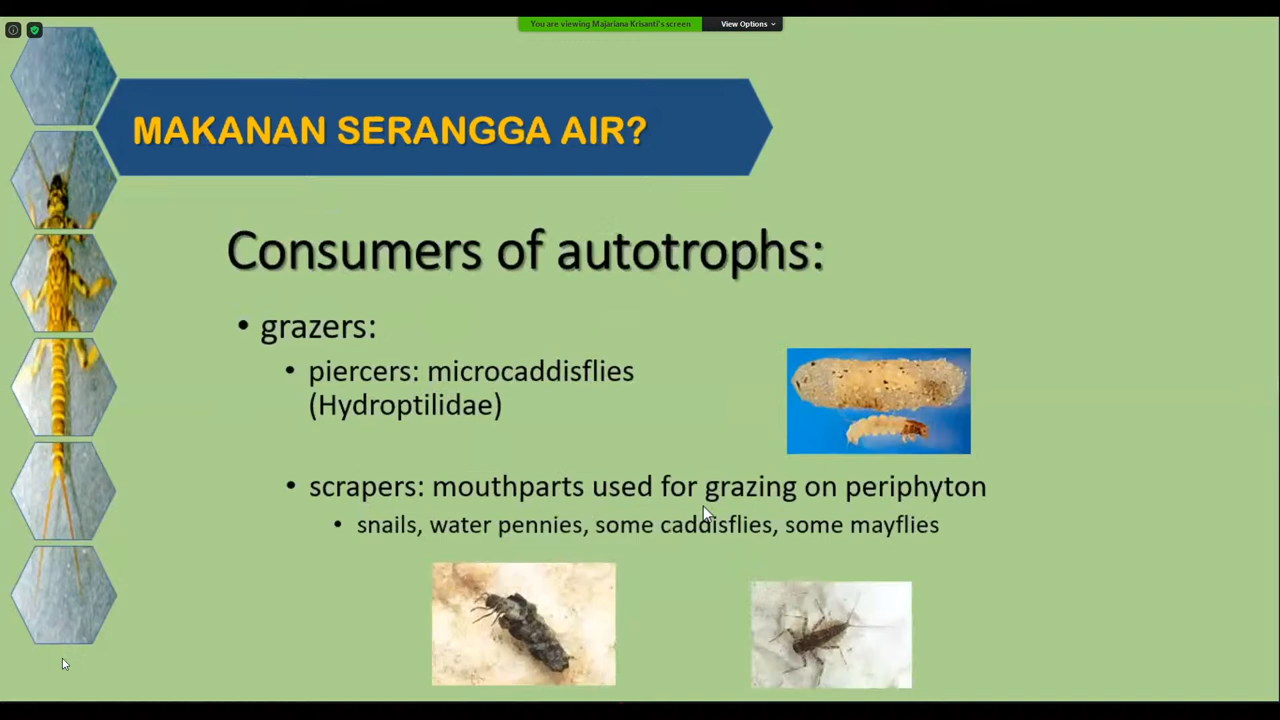 You are viewing Majariana Krisanti's screen
View Options
MAKANAN SERANGGA AIR?
Consumers of autotrophs:
• grazers:
• piercers: microcaddisflies
(Hydroptilidae)
• scrapers: mouthparts used for grazing on periphyton
• snails, water pennies, some caddisflies, some mayflies